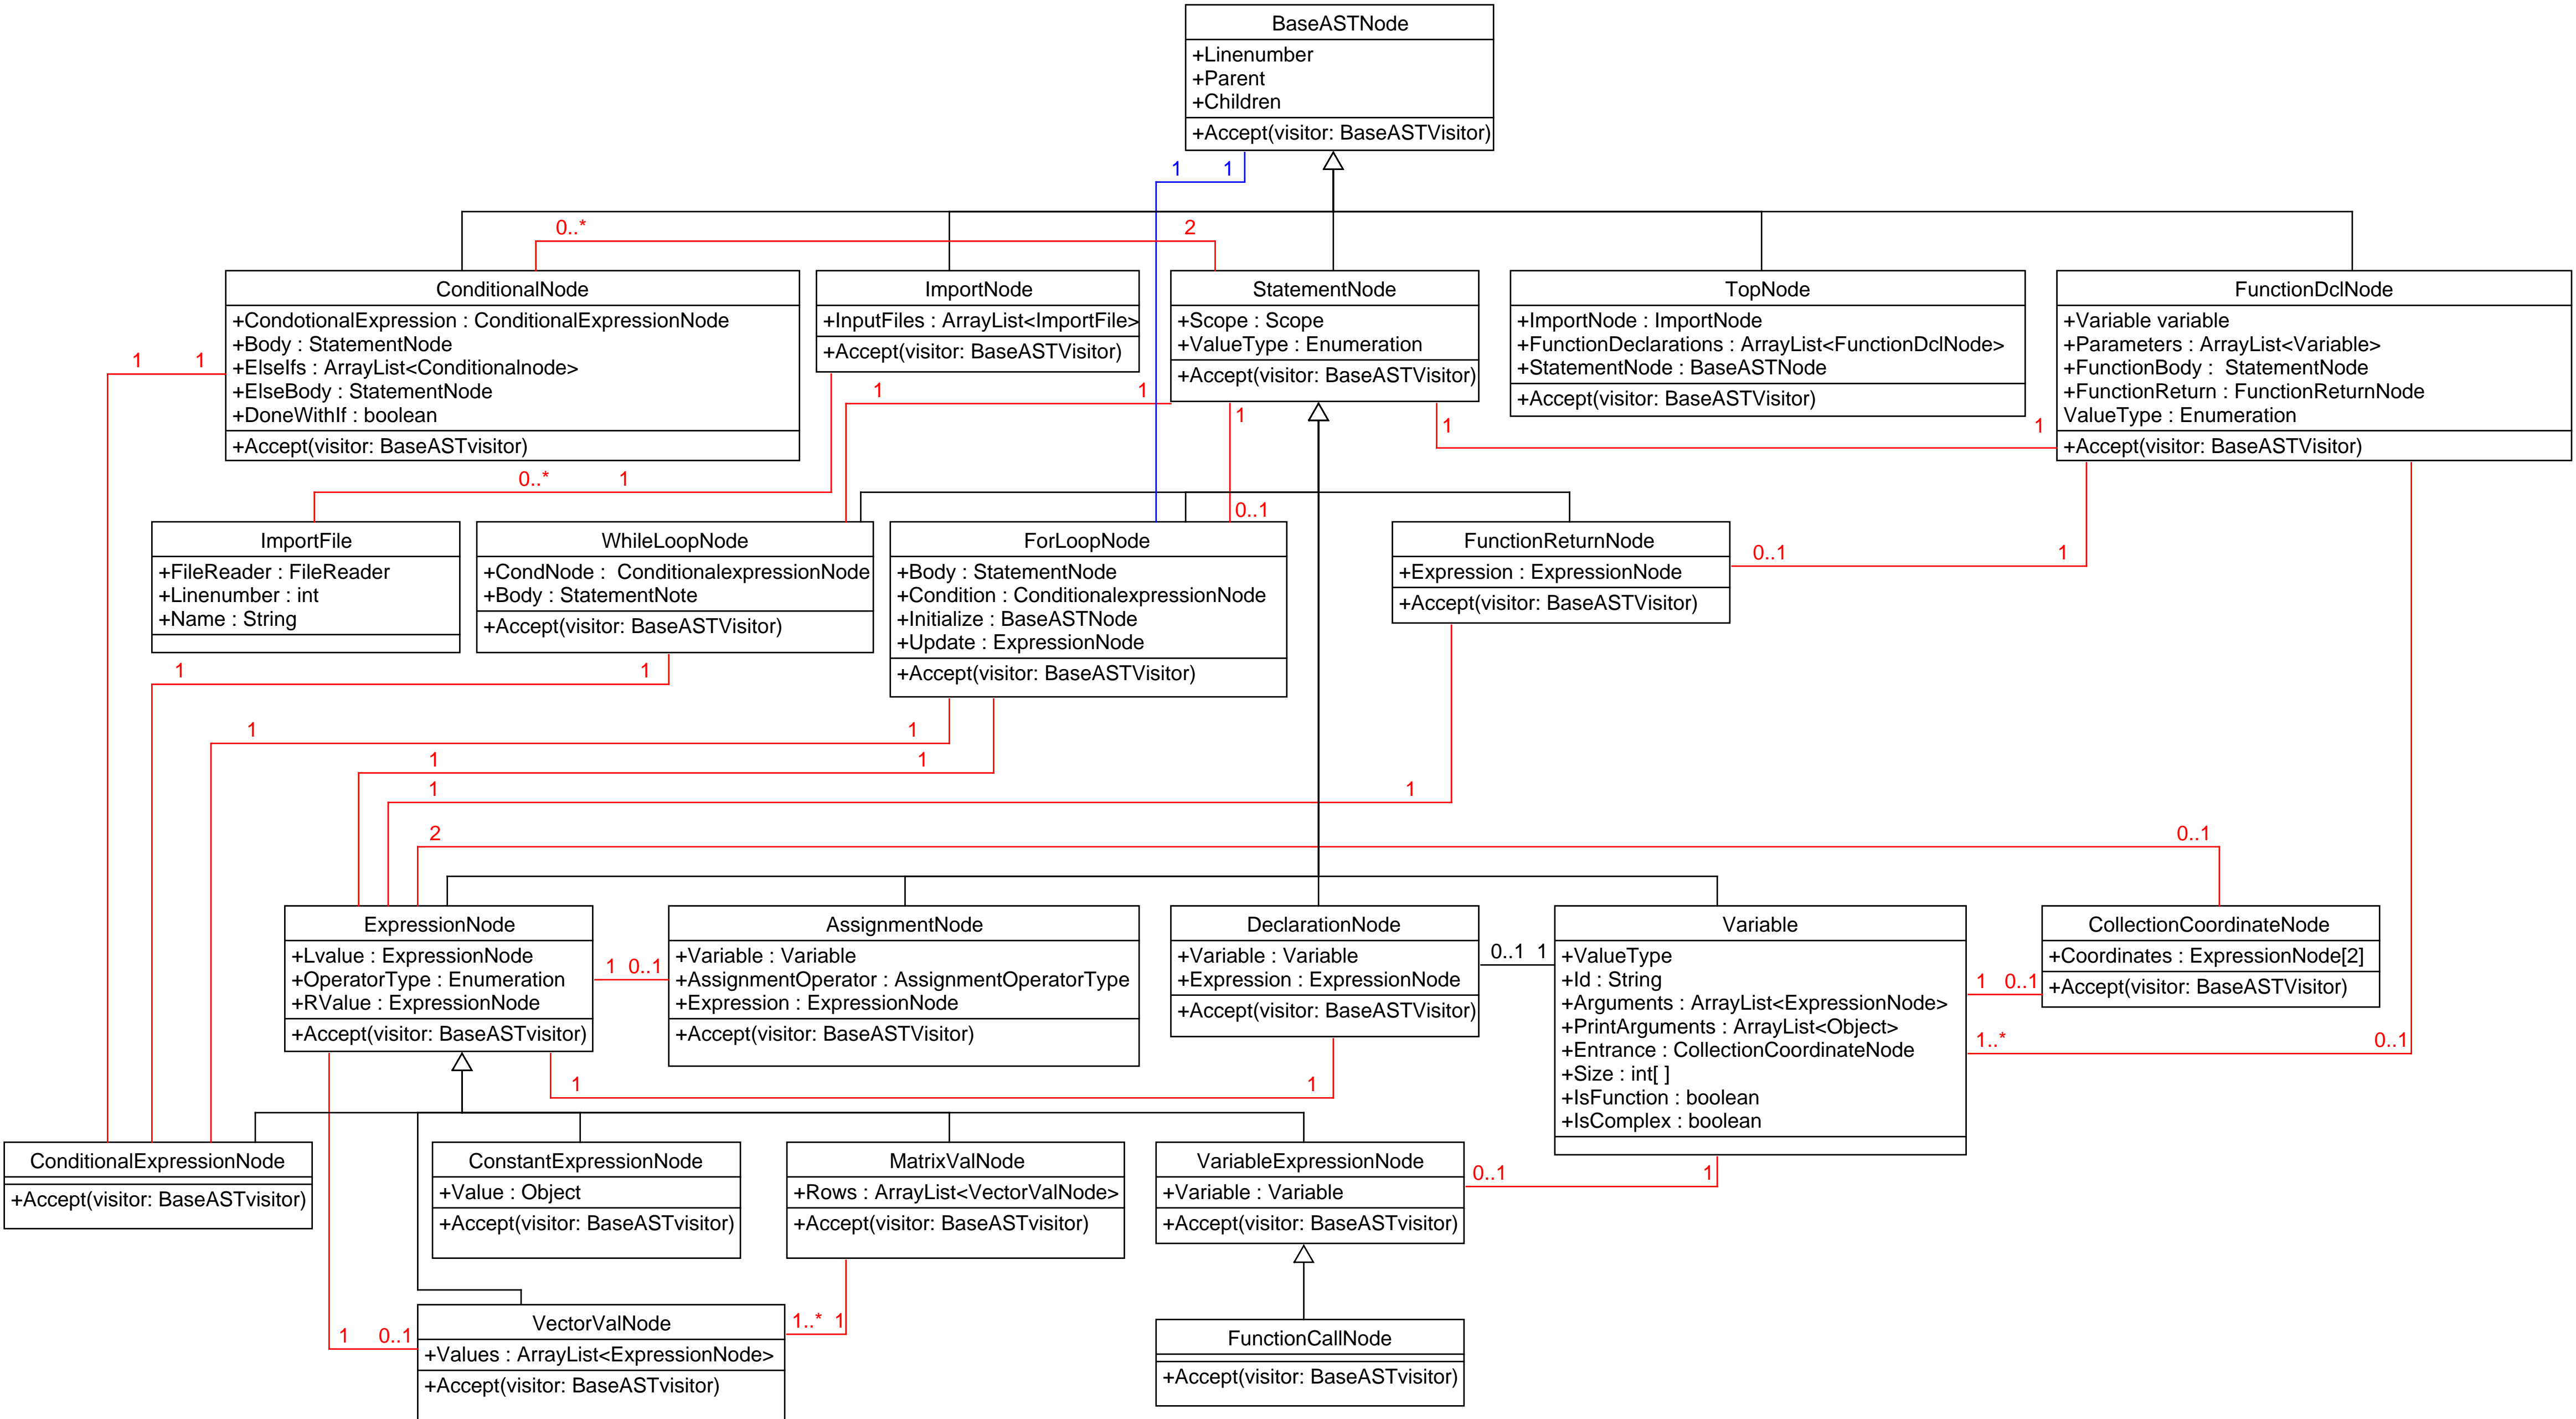 BaseASTNode
+Linenumber
+Parent
+Children
+Accept(visitor: BaseASTVisitor)
1 1
0..* 2
ConditionalNode
+CondotionalExpression : ConditionalExpressionNode
+Body : StatementNode
+ElseIfs : ArrayList<Conditionalnode>
+ElseBody : StatementNode
+DoneWithIf : boolean
+Accept(visitor: BaseASTvisitor)
ImportNode
+InputFiles : ArrayList<ImportFile>
+Accept(visitor: BaseASTVisitor)
StatementNode
+Scope : Scope
+ValueType : Enumeration
+Accept(visitor: BaseASTVisitor)
TopNode
+ImportNode : ImportNode
+FunctionDeclarations : ArrayList<FunctionDclNode>
+StatementNode : BaseASTNode
+Accept(visitor: BaseASTVisitor)
FunctionDclNode
+Variable variable
+Parameters : ArrayList<Variable>
+FunctionBody : StatementNode
+FunctionReturn : FunctionReturnNode
ValueType : Enumeration
+Accept(visitor: BaseASTVisitor)
1 1
1 1
1
1 1
0..* 1
0..1
ImportFile
+FileReader : FileReader
+Linenumber : int
+Name : String
WhileLoopNode
+CondNode : ConditionalexpressionNode
+Body : StatementNote
+Accept(visitor: BaseASTVisitor)
ForLoopNode
+Body : StatementNode
+Condition : ConditionalexpressionNode
+Initialize : BaseASTNode
+Update : ExpressionNode
+Accept(visitor: BaseASTVisitor)
FunctionReturnNode
+Expression : ExpressionNode
+Accept(visitor: BaseASTVisitor)
0..1 1
1 1
1 1
1 1
1 1
2 0..1
ExpressionNode
+Lvalue : ExpressionNode
+OperatorType : Enumeration
+RValue : ExpressionNode
+Accept(visitor: BaseASTvisitor)
1 0..1
AssignmentNode
+Variable : Variable
+AssignmentOperator : AssignmentOperatorType
+Expression : ExpressionNode
+Accept(visitor: BaseASTVisitor)
DeclarationNode
+Variable : Variable
+Expression : ExpressionNode
+Accept(visitor: BaseASTVisitor)
0..1 1
Variable
+ValueType
+Id : String
+Arguments : ArrayList<ExpressionNode>
+PrintArguments : ArrayList<Object>
+Entrance : CollectionCoordinateNode
+Size : int[ ]
+IsFunction : boolean
+IsComplex : boolean
1 0..1
CollectionCoordinateNode
+Coordinates : ExpressionNode[2]
+Accept(visitor: BaseASTVisitor)
1..* 0..1
1 1
ConditionalExpressionNode
+Accept(visitor: BaseASTvisitor)
ConstantExpressionNode
+Value : Object
+Accept(visitor: BaseASTvisitor)
MatrixValNode
+Rows : ArrayList<VectorValNode>
+Accept(visitor: BaseASTvisitor)
VariableExpressionNode
+Variable : Variable
+Accept(visitor: BaseASTvisitor)
0..1 1
1 0..1
VectorValNode
+Values : ArrayList<ExpressionNode>
+Accept(visitor: BaseASTvisitor)
1..* 1
FunctionCallNode
+Accept(visitor: BaseASTvisitor)